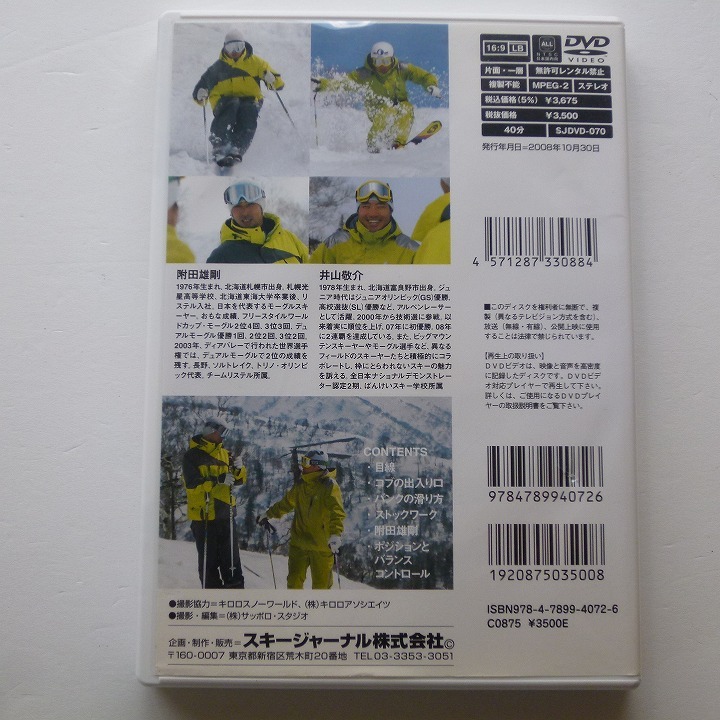 16:9 LB
ALL
NTSC
日本国内向
DVD
VIDEO
片面・一層 無許可レンタル禁止
複製不能 MPEG-2 ステレオ
税込価格(5%) ￥3,675
税抜価格 ￥3,500
40分 SJDVD-070
発行年月日=2008年10月30日
附田雄剛
1976年生まれ、北海道札幌市出身。札幌光
星高等学校、北海道東海大学卒業後、リ
ステル入社。日本を代表するモーグルスキ
ーヤー。おもな成績、フリースタイルワー
ルドカップ・モーグル2位4回、3位3回、デ
ュアルモーグル優勝1回、2位2回、3位2回。
2003年、ディアバレーで行われた世界選手
権では、デュアルモーグルで2位の成績を
残す。長野、ソルトレイク、トリノ・オリンピ
ック代表。チームリステル所属。
井山敬介
1978年生まれ、北海道富良野市出身。ジュ
ニア時代はジュニアオリンピック(GS)優勝、
高校選抜(SL)優勝など、アルペンレーサー
として活躍。2000年から技術選に参戦。以
来着実に順位を上げ、07年に初優勝、08年
に2連覇を達成している。また、ビッグマウン
テンスキーヤーやモーグル選手など、異なる
フィールドのスキーヤーたちと積極的にコラ
ボレートし、枠にとらわれないスキーの魅力
を訴える。全日本ナショナルデモンストレー
ター認定2期。ばんけいスキー学校所属
4 571287 330884
■このディスクを権利者に無断で、複
製(異なるテレビジョン方式を含む)、
放送(無線・有線)、公開上映に使用す
ることは法律で禁じられています。
【再生上の取り扱い】
DVDビデオは、映像と音声を高密度
に記録したディスクです。DVDビデ
オ対応プレイヤーで再生して下さい。
詳しくは、ご使用になるDVDプレイ
ヤーの取扱説明書をご覧下さい。
CONTENTS
・目線
・コブの出入り口
・バンクの滑り方
・ストックワーク
・附田雄剛
・ポジションと
バランス
コントロール
9784789940726
1920875035008
ISBN978-4-7899-4072-6
C0875 ￥3500E
●撮影協力=キロロスノーワールド、(株)キロロアソシエイツ
●撮影・編集=(株)サッポロ・スタジオ
企画・制作・販売=スキージャーナル株式会社©
〒160-0007 東京都新宿区荒木町20番地 TEL03-3353-3051